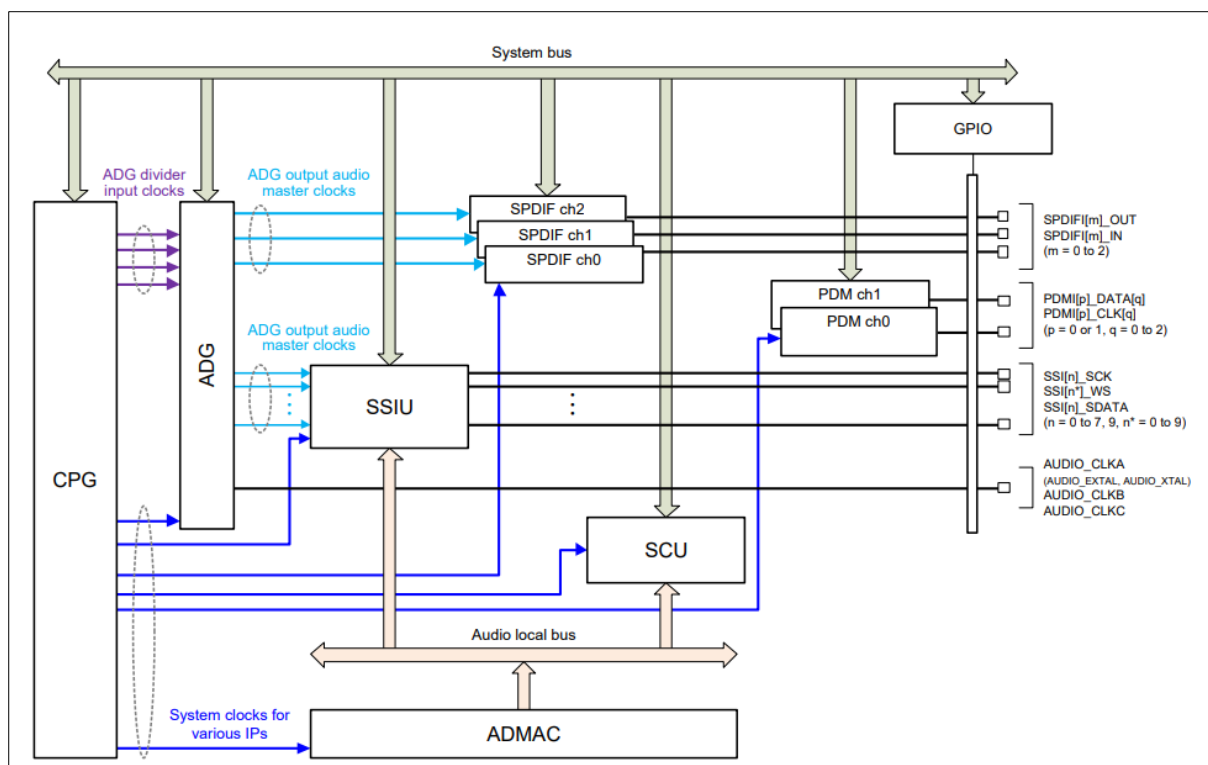 System bus
GPIO
ADG divider
input clocks
ADG output audio
master clocks
SPDIF ch2
SPDIF ch1
SPDIF ch0
SPDIFI[m]_OUT
SPDIFI[m]_IN
(m = 0 to 2)
PDM ch1
PDM ch0
PDMI[p]_DATA[q]
PDMI[p]_CLK[q]
(p = 0 or 1, q = 0 to 2)
ADG output audio
master clocks
ADG
SSIU
SSI[n]_SCK
SSI[n*]_WS
SSI[n]_SDATA
(n = 0 to 7, 9, n* = 0 to 9)
CPG
AUDIO_CLKA
(AUDIO_EXTAL, AUDIO_XTAL)
AUDIO_CLKB
AUDIO_CLKC
SCU
Audio local bus
System clocks for
various IPs
ADMAC